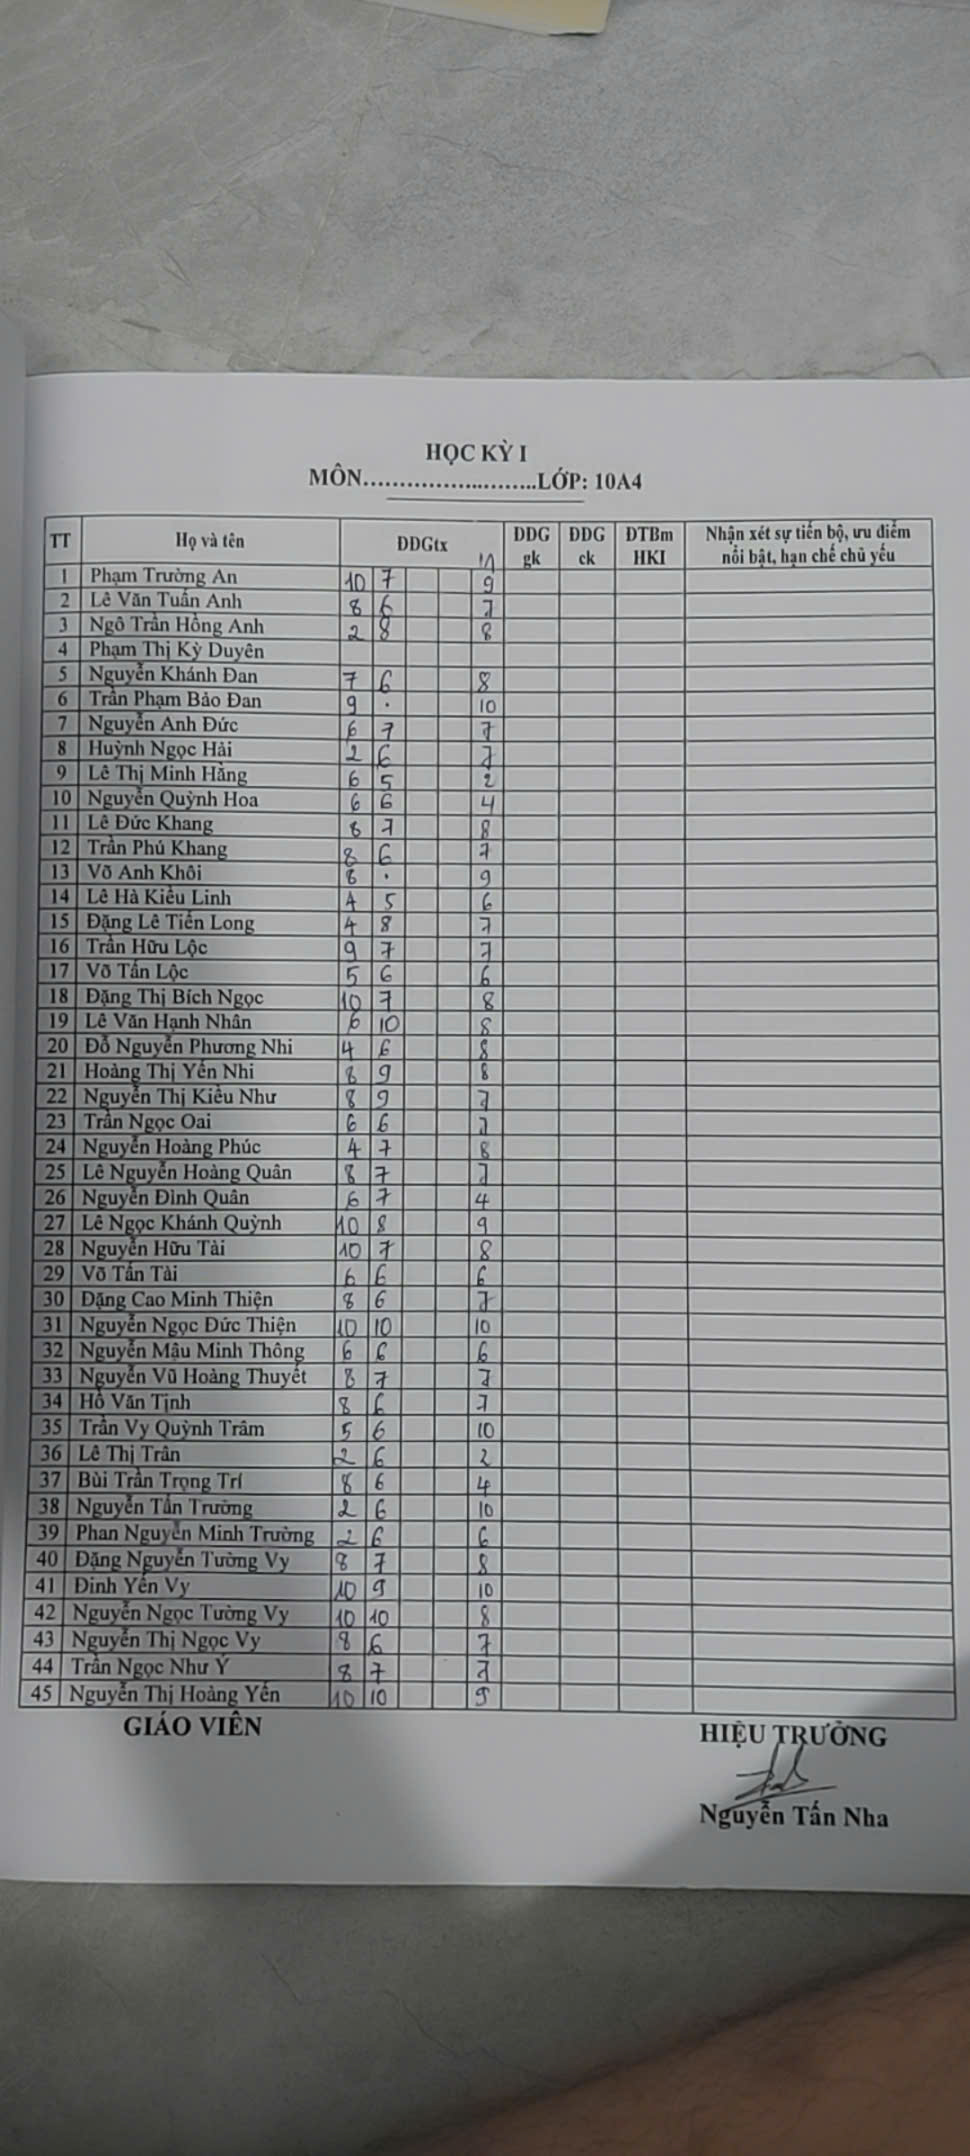 HỌC KỲ I
MÔN……………..……..LỚP: 10A4
TT Họ và tên ĐĐGtx ĐĐG gk ĐĐG ck ĐTBm HKI Nhận xét sự tiến bộ, ưu điểm nổi bật, hạn chế chủ yếu
1 Phạm Trường An 10 7 9
2 Lê Văn Tuấn Anh 8 6 7
3 Ngô Trần Hồng Anh 2 8 8
4 Phạm Thị Kỳ Duyên
5 Nguyễn Khánh Đan 7 6 8
6 Trần Phạm Bảo Đan 9 . 10
7 Nguyễn Anh Đức 6 7 7
8 Huỳnh Ngọc Hải 2 6 7
9 Lê Thị Minh Hằng 6 5 2
10 Nguyễn Quỳnh Hoa 6 6 4
11 Lê Đức Khang 8 7 8
12 Trần Phú Khang 8 6 7
13 Võ Anh Khôi 8 . 9
14 Lê Hà Kiều Linh 4 5 6
15 Đặng Lê Tiến Long 4 8 7
16 Trần Hữu Lộc 9 7 7
17 Võ Tấn Lộc 5 6 6
18 Đặng Thị Bích Ngọc 10 7 8
19 Lê Văn Hạnh Nhân 6 10 8
20 Đỗ Nguyễn Phương Nhi 4 6 8
21 Hoàng Thị Yến Nhi 8 9 8
22 Nguyễn Thị Kiều Như 8 9 7
23 Trần Ngọc Oai 6 6 7
24 Nguyễn Hoàng Phúc 4 7 8
25 Lê Nguyễn Hoàng Quân 8 7 7
26 Nguyễn Đình Quân 6 7 4
27 Lê Ngọc Khánh Quỳnh 10 8 9
28 Nguyễn Hữu Tài 10 7 8
29 Võ Tấn Tài 6 6 6
30 Đặng Cao Minh Thiện 8 6 7
31 Nguyễn Ngọc Đức Thiện 10 10 10
32 Nguyễn Mậu Minh Thông 6 6 6
33 Nguyễn Vũ Hoàng Thuyết 8 7 7
34 Hồ Văn Tịnh 8 6 7
35 Trần Vy Quỳnh Trâm 5 6 10
36 Lê Thị Trân 2 6 2
37 Bùi Trần Trọng Trí 8 6 4
38 Nguyễn Tấn Trường 2 6 10
39 Phan Nguyễn Minh Trường 2 6 6
40 Đặng Nguyễn Tường Vy 8 7 8
41 Đinh Yến Vy 10 9 10
42 Nguyễn Ngọc Tường Vy 10 10 8
43 Nguyễn Thị Ngọc Vy 8 6 7
44 Trần Ngọc Như Ý 8 7 7
45 Nguyễn Thị Hoàng Yến 10 10 9
GIÁO VIÊN HIỆU TRƯỞNG
Nguyễn Tấn Nha